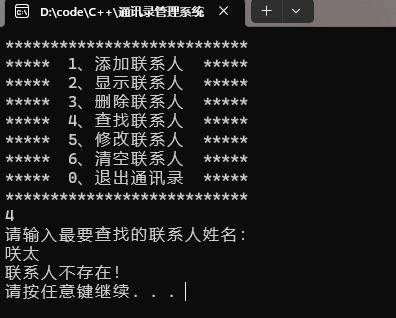 D:\code\C++\通讯录管理系统
***************************
*****  1、添加联系人  *****
*****  2、显示联系人  *****
*****  3、删除联系人  *****
*****  4、查找联系人  *****
*****  5、修改联系人  *****
*****  6、清空联系人  *****
*****  0、退出通讯录  *****
***************************
4
请输入最要查找的联系人姓名:
咲太
联系人不存在!
请按任意键继续. . .